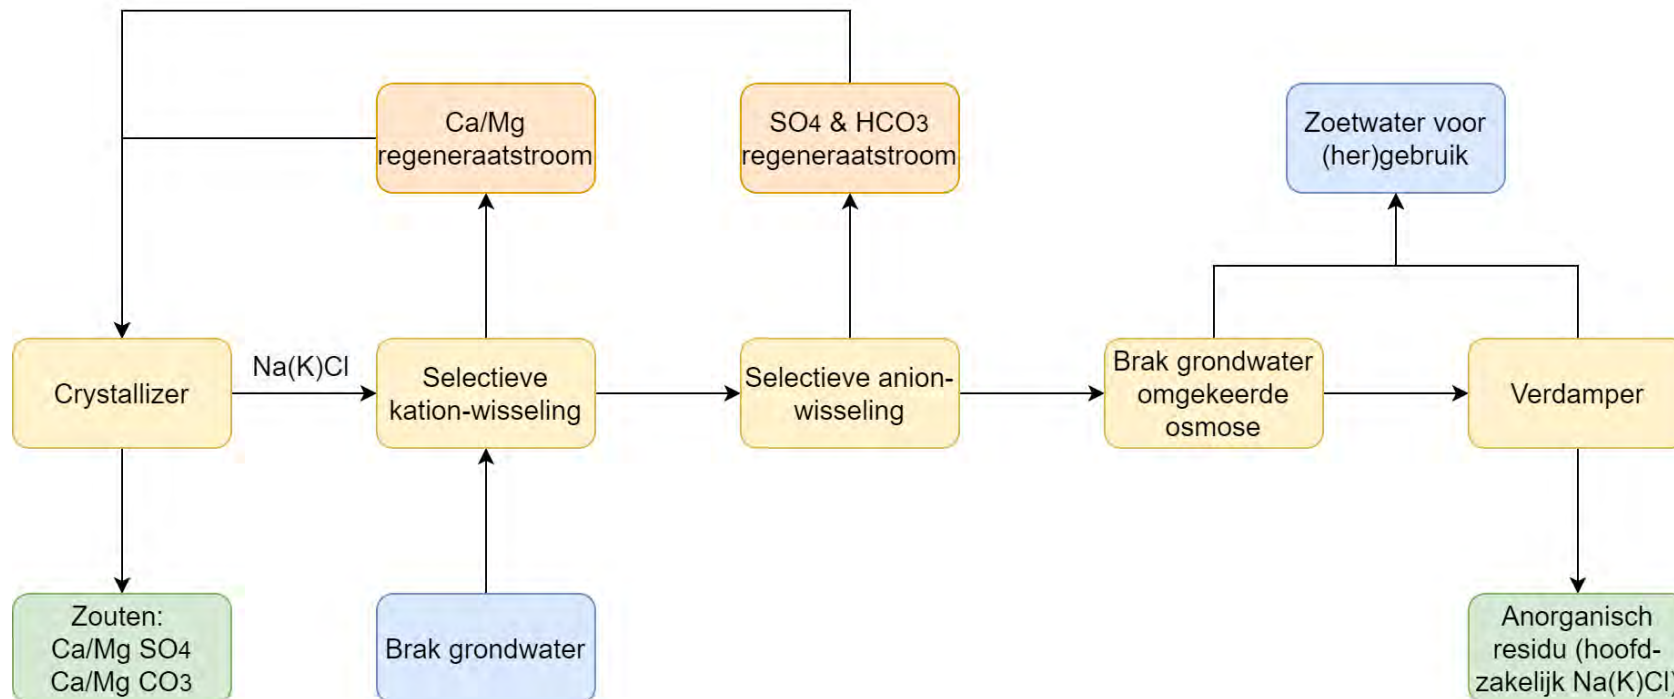 Ca/Mg
regeneraatstroom
SO4 & HCO3
regeneraatstroom
Zoetwater voor
(her)gebruik
Crystallizer
Na(K)Cl
Selectieve
kation-wisseling
Selectieve anion-
wisseling
Brak grondwater
omgekeerde
osmose
Verdamper
Zouten:
Ca/Mg SO4
Ca/Mg CO3
Brak grondwater
Anorganisch
residu (hoofd-
zakelijk Na(K)Cl)